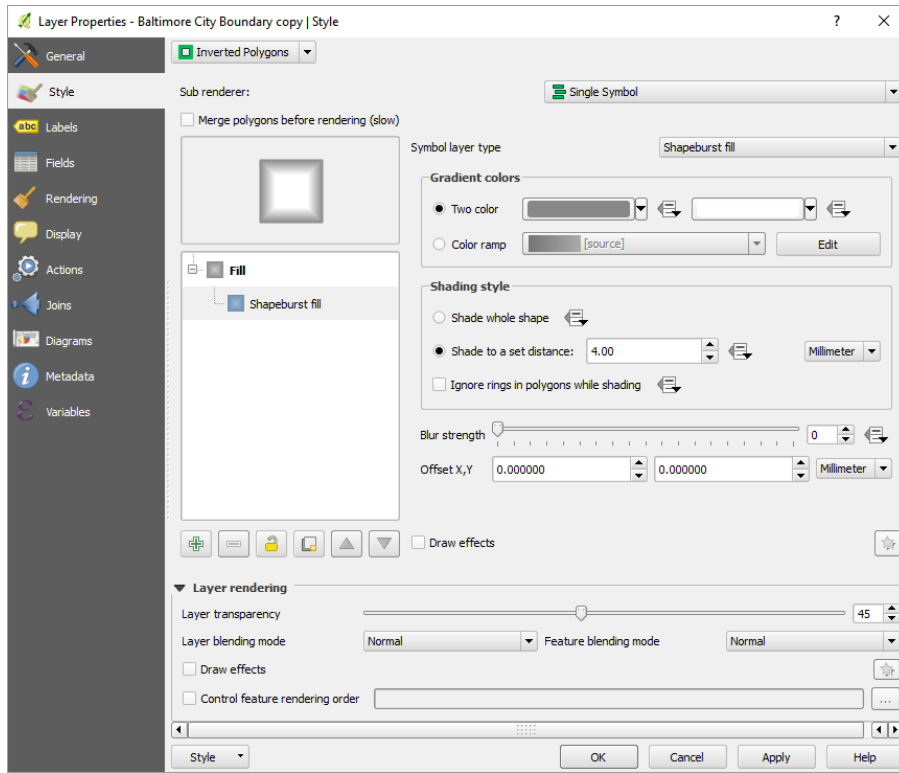 Layer Properties - Baltimore City Boundary copy | Style
? X
General
Style
Labels
Fields
Rendering
Display
Actions
Joins
Diagrams
Metadata
Variables
Inverted Polygons
Sub renderer:
Single Symbol
Merge polygons before rendering (slow)
Symbol layer type
Shapeburst fill
Gradient colors
Two color
Color ramp
[source]
Edit
Fill
Shapeburst fill
Shading style
Shade whole shape
Shade to a set distance:
4.00
Millimeter
Ignore rings in polygons while shading
Blur strength
0
Offset X,Y
0.000000
0.000000
Millimeter
Draw effects
Layer rendering
Layer transparency
45
Layer blending mode
Normal
Feature blending mode
Normal
Draw effects
Control feature rendering order
...
Style
OK
Cancel
Apply
Help
abc